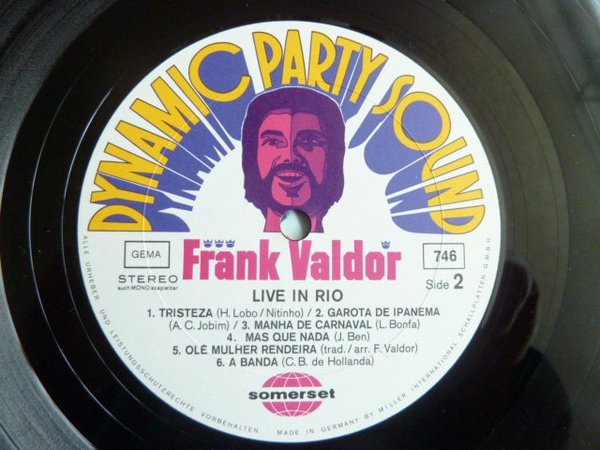 DYNAMIC PARTY SOUND
GEMA
746
STEREO
auch MONO abspielbar
Frank Valdor
Side 2
LIVE IN RIO
1. TRISTEZA (H. Lobo/Nitinho) / 2. GAROTA DE IPANEMA
(A. C. Jobim) / 3. MANHA DE CARNAVAL (L. Bonfa)
4. MAS QUE NADA (J. Ben)
5. OLÈ MULHER RENDEIRA (trad./arr. F. Valdor)
6. A BANDA (C. B. de Hollanda)
somerset
ALLE URHEBER- UND LEISTUNGSSCHUTZRECHTE VORBEHALTEN · MADE IN GERMANY BY MILLER INTERNATIONAL SCHALLPLATTEN G.M.B.H.